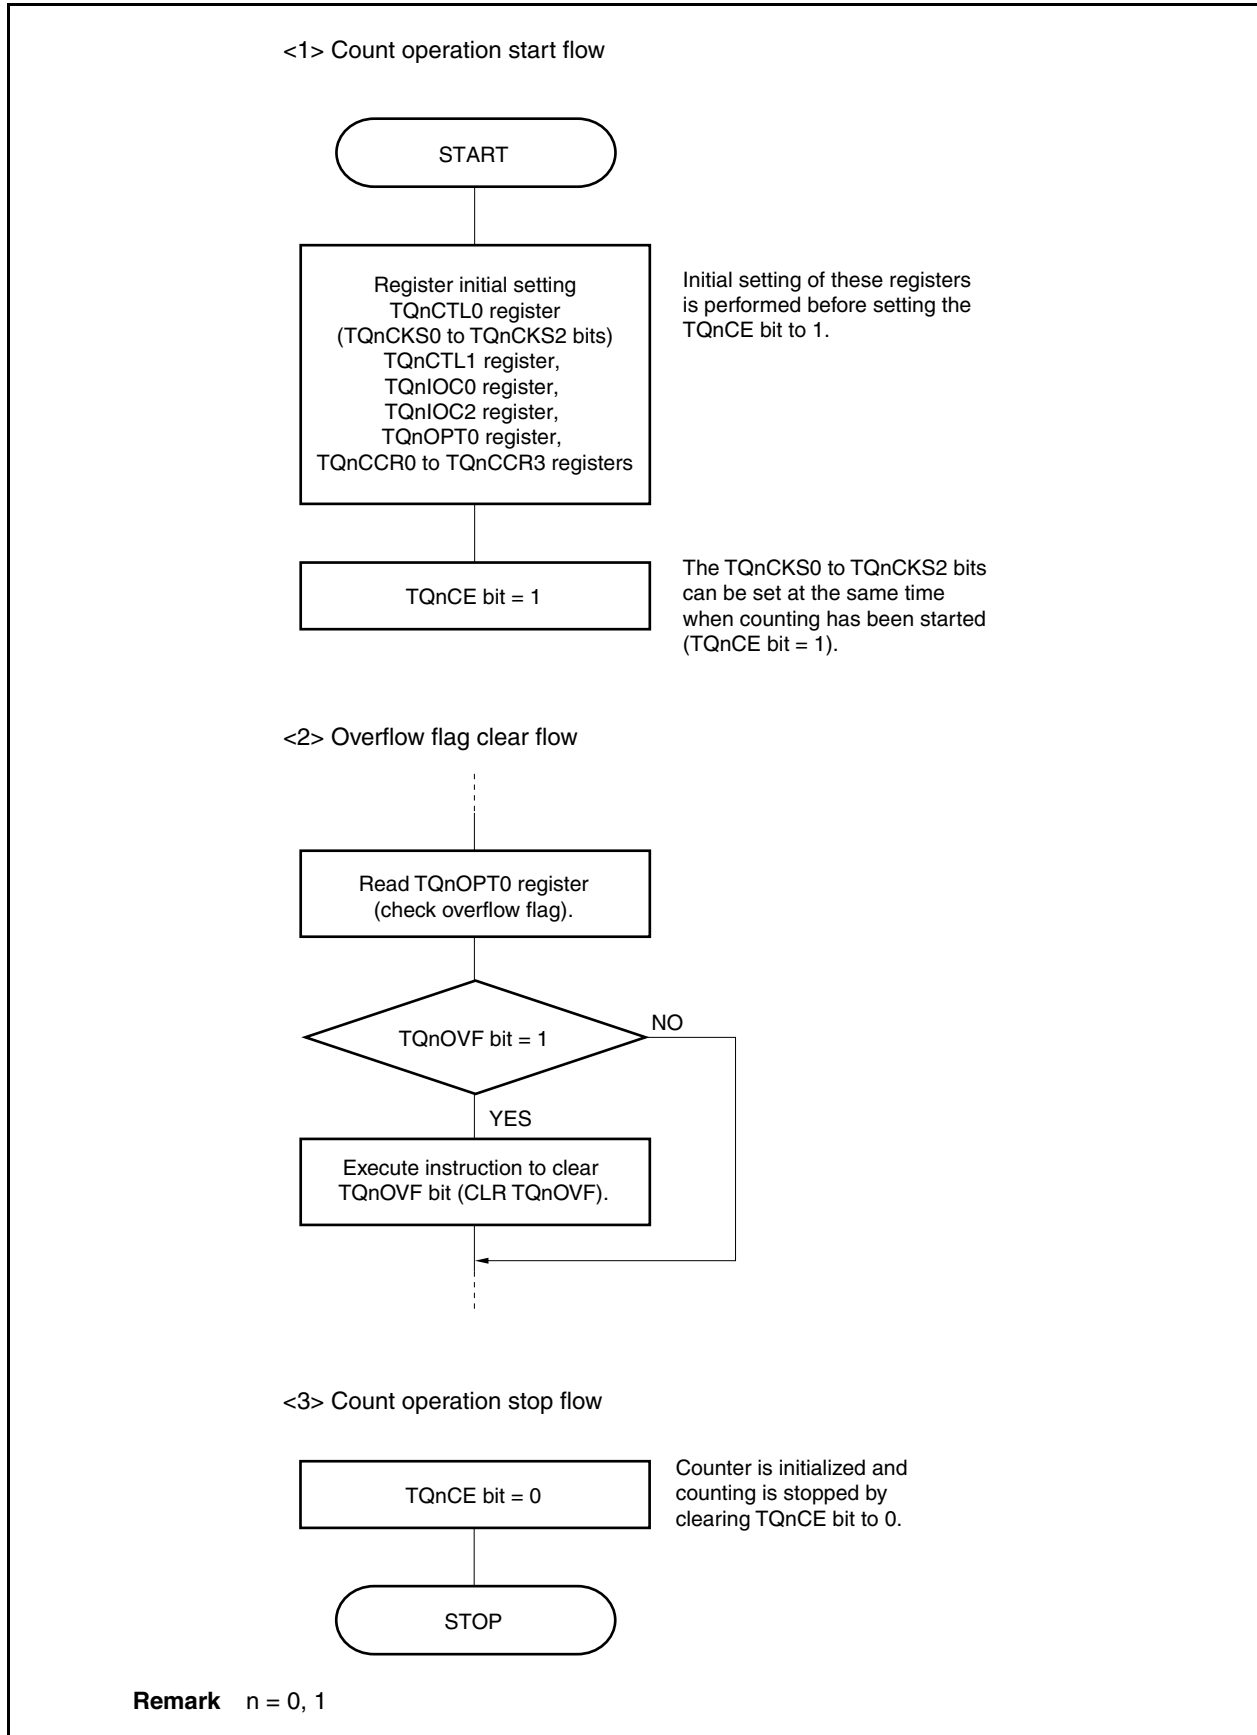 <1> Count operation start flow
START
Register initial setting
TQnCTL0 register
(TQnCKS0 to TQnCKS2 bits)
TQnCTL1 register,
TQnIOC0 register,
TQnIOC2 register,
TQnOPT0 register,
TQnCCR0 to TQnCCR3 registers
Initial setting of these registers
is performed before setting the
TQnCE bit to 1.
TQnCE bit = 1
The TQnCKS0 to TQnCKS2 bits
can be set at the same time
when counting has been started
(TQnCE bit = 1).
<2> Overflow flag clear flow
Read TQnOPT0 register
(check overflow flag).
TQnOVF bit = 1
NO
YES
Execute instruction to clear
TQnOVF bit (CLR TQnOVF).
<3> Count operation stop flow
TQnCE bit = 0
Counter is initialized and
counting is stopped by
clearing TQnCE bit to 0.
STOP
Remark n = 0, 1